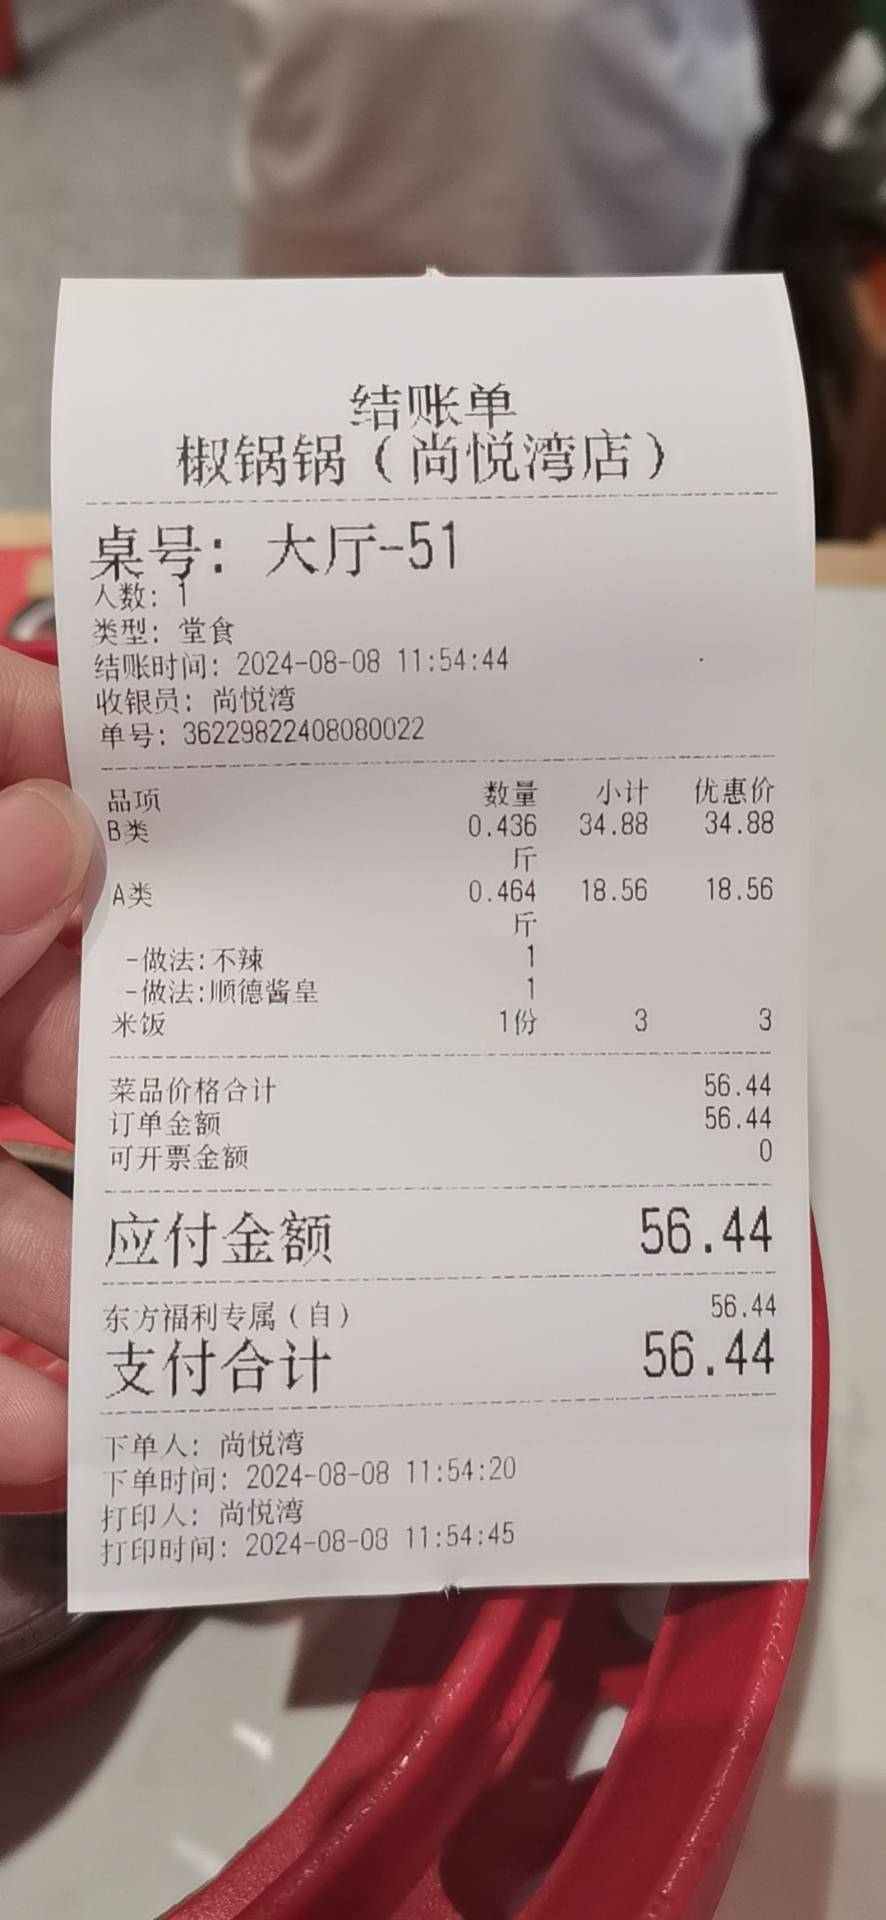 结账单
椒锅锅（尚悦湾店）
桌号：大厅-51
人数：1
类型：堂食
结账时间：2024-08-08 11:54:44
收银员：尚悦湾
单号：36229822408080022
品项 数量 小计 优惠价
B类 0.436 34.88 34.88
斤
A类 0.464 18.56 18.56
斤
-做法:不辣 1
-做法:顺德酱皇 1
米饭 1份 3 3
菜品价格合计 56.44
订单金额 56.44
可开票金额 0
应付金额 56.44
东方福利专属（自） 56.44
支付合计 56.44
下单人：尚悦湾
下单时间：2024-08-08 11:54:20
打印人：尚悦湾
打印时间：2024-08-08 11:54:45